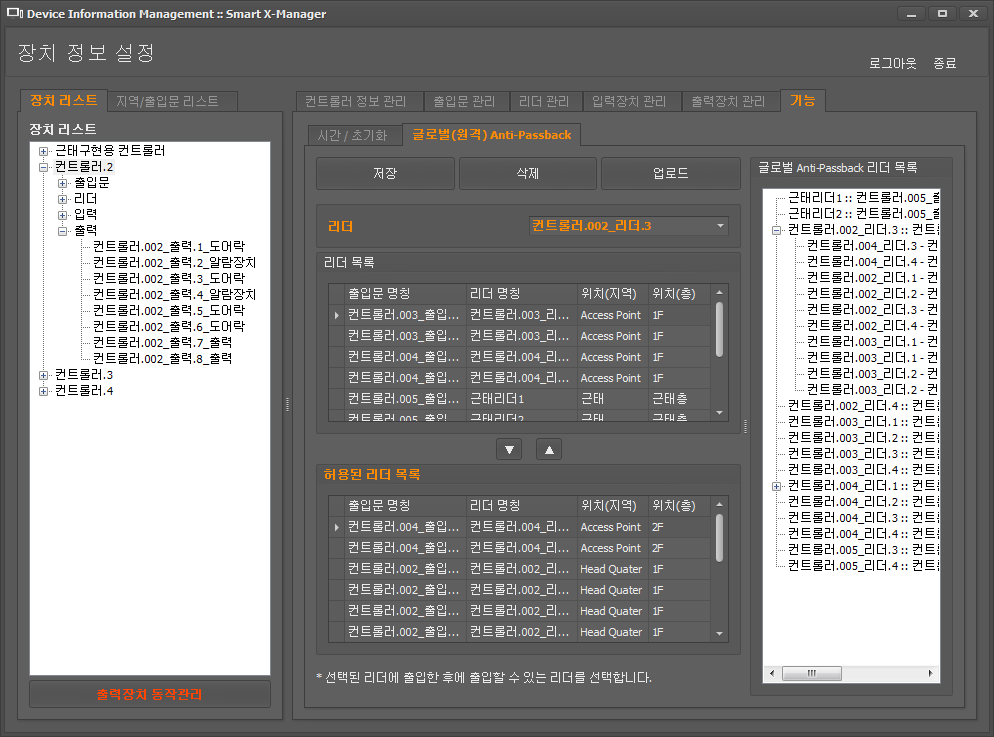 Device Information Management :: Smart X-Manager
장치 정보 설정
로그아웃 종료
장치 리스트 지역/출입문 리스트
장치 리스트
근태구현용 컨트롤러
컨트롤러.2
출입문
리더
입력
출력
컨트롤러.002_출력.1_도어락
컨트롤러.002_출력.2_알람장치
컨트롤러.002_출력.3_도어락
컨트롤러.002_출력.4_알람장치
컨트롤러.002_출력.5_도어락
컨트롤러.002_출력.6_도어락
컨트롤러.002_출력.7_출력
컨트롤러.002_출력.8_출력
컨트롤러.3
컨트롤러.4
출력장치 동작관리
컨트롤러 정보 관리 출입문 관리 리더 관리 입력장치 관리 출력장치 관리 기능
시간 / 초기화 글로벌(원격) Anti-Passback
저장 삭제 업로드
리더 컨트롤러.002_리더.3
리더 목록
출입문 명칭 리더 명칭 위치(지역) 위치(층)
컨트롤러.003_출입... 컨트롤러.003_리... Access Point 1F
컨트롤러.003_출입... 컨트롤러.003_리... Access Point 1F
컨트롤러.004_출입... 컨트롤러.004_리... Access Point 1F
컨트롤러.004_출입... 컨트롤러.004_리... Access Point 1F
컨트롤러.005_출입... 근태리더1 근태 근태층
컨트롤러.005_출입... 근태리더2 근태 근태층
▼ ▲
허용된 리더 목록
출입문 명칭 리더 명칭 위치(지역) 위치(층)
컨트롤러.004_출입... 컨트롤러.004_리... Access Point 2F
컨트롤러.004_출입... 컨트롤러.004_리... Access Point 2F
컨트롤러.002_출입... 컨트롤러.002_리... Head Quater 1F
컨트롤러.002_출입... 컨트롤러.002_리... Head Quater 1F
컨트롤러.002_출입... 컨트롤러.002_리... Head Quater 1F
컨트롤러.002_출입... 컨트롤러.002_리... Head Quater 1F
* 선택된 리더에 출입한 후에 출입할 수 있는 리더를 선택합니다.
글로벌 Anti-Passback 리더 목록
근태리더1 :: 컨트롤러.005_출
근태리더2 :: 컨트롤러.005_출
컨트롤러.002_리더.3 :: 컨트
컨트롤러.004_리더.3 - 컨
컨트롤러.004_리더.4 - 컨
컨트롤러.002_리더.1 - 컨
컨트롤러.002_리더.2 - 컨
컨트롤러.002_리더.3 - 컨
컨트롤러.002_리더.4 - 컨
컨트롤러.003_리더.1 - 컨
컨트롤러.003_리더.1 - 컨
컨트롤러.003_리더.2 - 컨
컨트롤러.003_리더.2 - 컨
컨트롤러.002_리더.4 :: 컨트
컨트롤러.003_리더.1 :: 컨트
컨트롤러.003_리더.2 :: 컨트
컨트롤러.003_리더.3 :: 컨트
컨트롤러.003_리더.4 :: 컨트
컨트롤러.004_리더.1 :: 컨트
컨트롤러.004_리더.2 :: 컨트
컨트롤러.004_리더.3 :: 컨트
컨트롤러.004_리더.4 :: 컨트
컨트롤러.005_리더.3 :: 컨트
컨트롤러.005_리더.4 :: 컨트